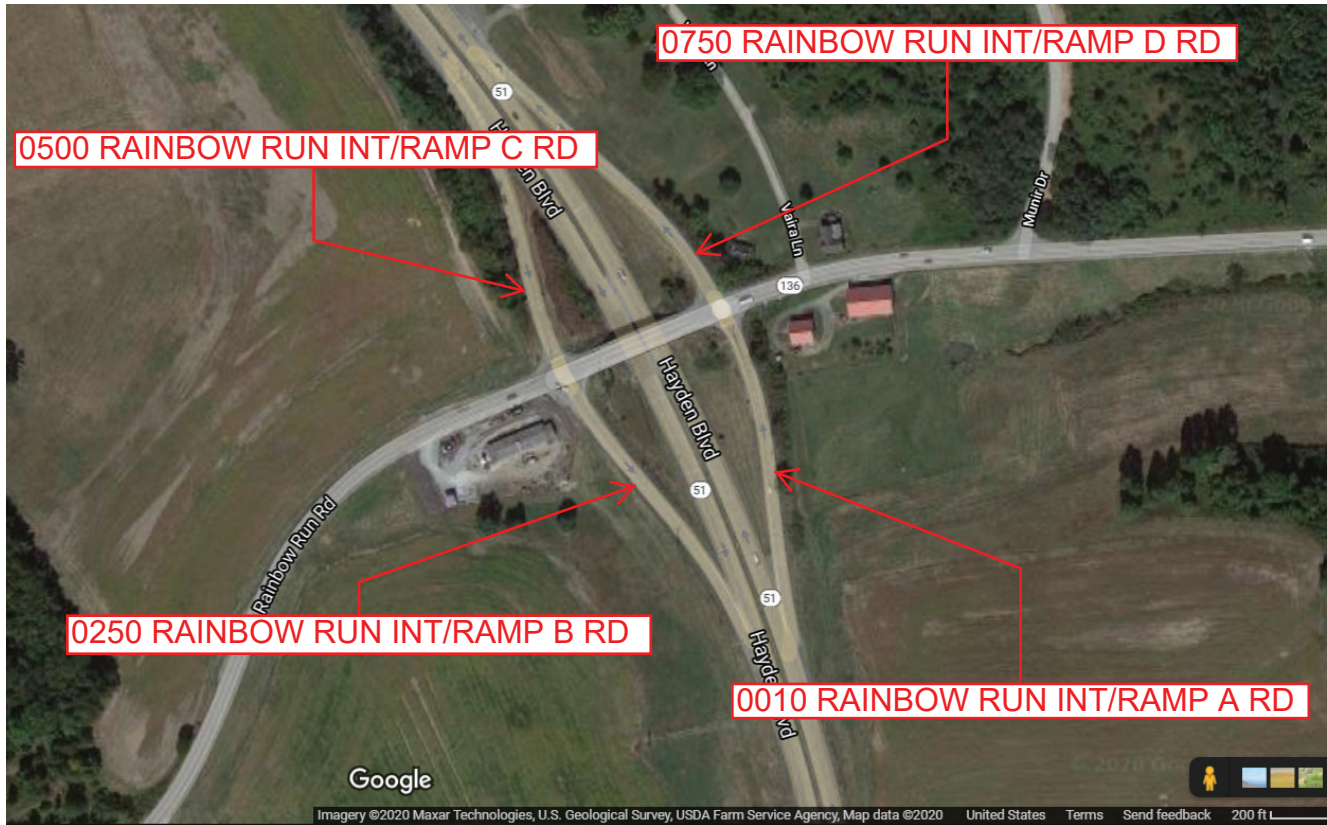 0750 RAINBOW RUN INT/RAMP D RD
51
0500 RAINBOW RUN INT/RAMP C RD
Blvd
Vaira Ln
Munir Dr
136
Hayden Blvd
51
Rainbow Run Rd
51
0250 RAINBOW RUN INT/RAMP B RD
0010 RAINBOW RUN INT/RAMP A RD
Google
Imagery ©2020 Maxar Technologies, U.S. Geological Survey, USDA Farm Service Agency, Map data ©2020 United States Terms Send feedback 200 ft